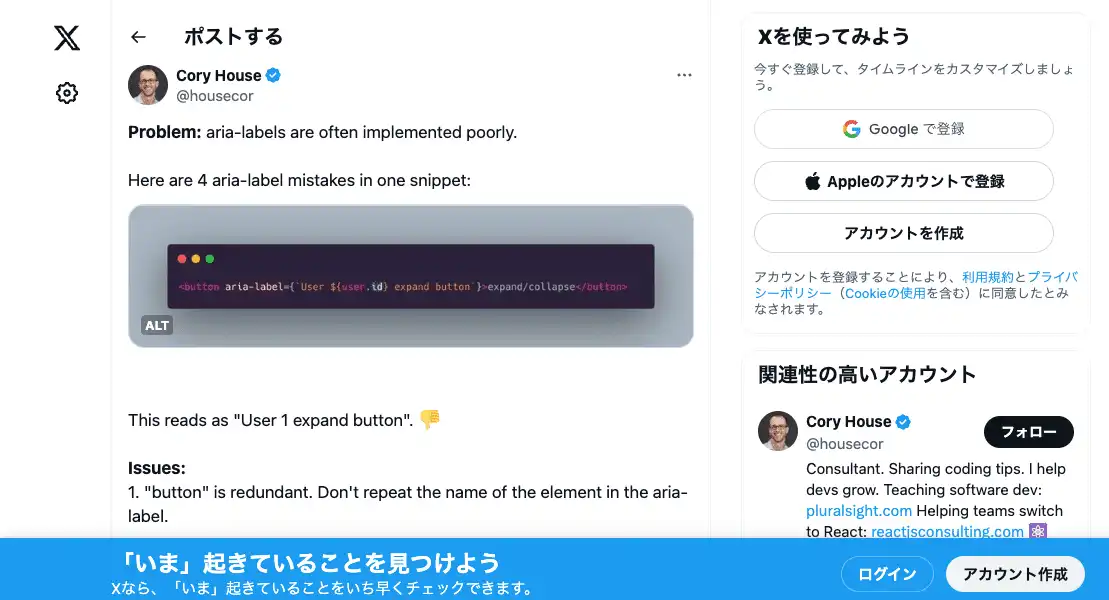 ポストする
Cory House
@housecor
Problem: aria-labels are often implemented poorly.
Here are 4 aria-label mistakes in one snippet:
<button aria-label={`User ${user.id} expand button`}>expand/collapse</button>
ALT
This reads as "User 1 expand button". 👎
Issues:
1. "button" is redundant. Don't repeat the name of the element in the aria-
label.
Xを使ってみよう
今すぐ登録して、タイムラインをカスタマイズしましょ
う。
Google で登録
Appleのアカウントで登録
アカウントを作成
アカウントを登録することにより、利用規約とプライバ
シーポリシー（Cookieの使用を含む）に同意したとみ
なされます。
関連性の高いアカウント
Cory House
@housecor
フォロー
Consultant. Sharing coding tips. I help
devs grow. Teaching software dev:
pluralsight.com Helping teams switch
to React: reactjsconsulting.com ⚛️
「いま」起きていることを見つけよう
Xなら、「いま」起きていることをいち早くチェックできます。
ログイン
アカウント作成